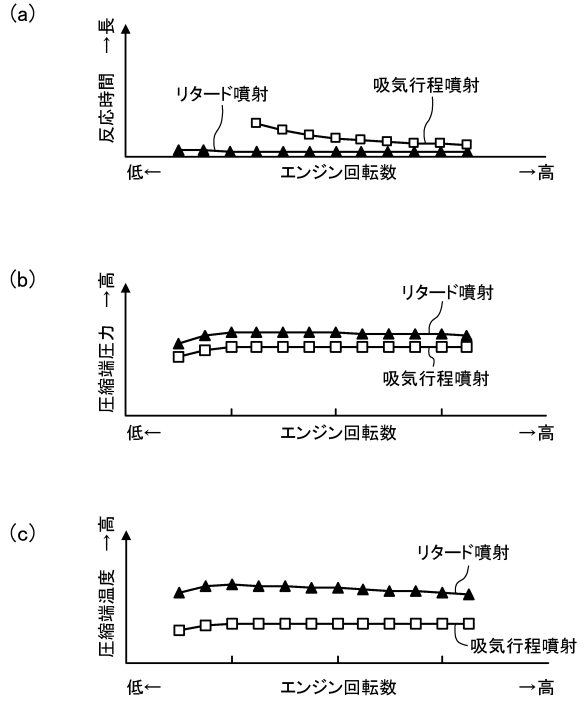 (a)
反応時間 →長
リタード噴射
吸気行程噴射
低← エンジン回転数 →高
(b)
圧縮端圧力 →高
リタード噴射
吸気行程噴射
低← エンジン回転数 →高
(c)
圧縮端温度 →高
リタード噴射
吸気行程噴射
低← エンジン回転数 →高